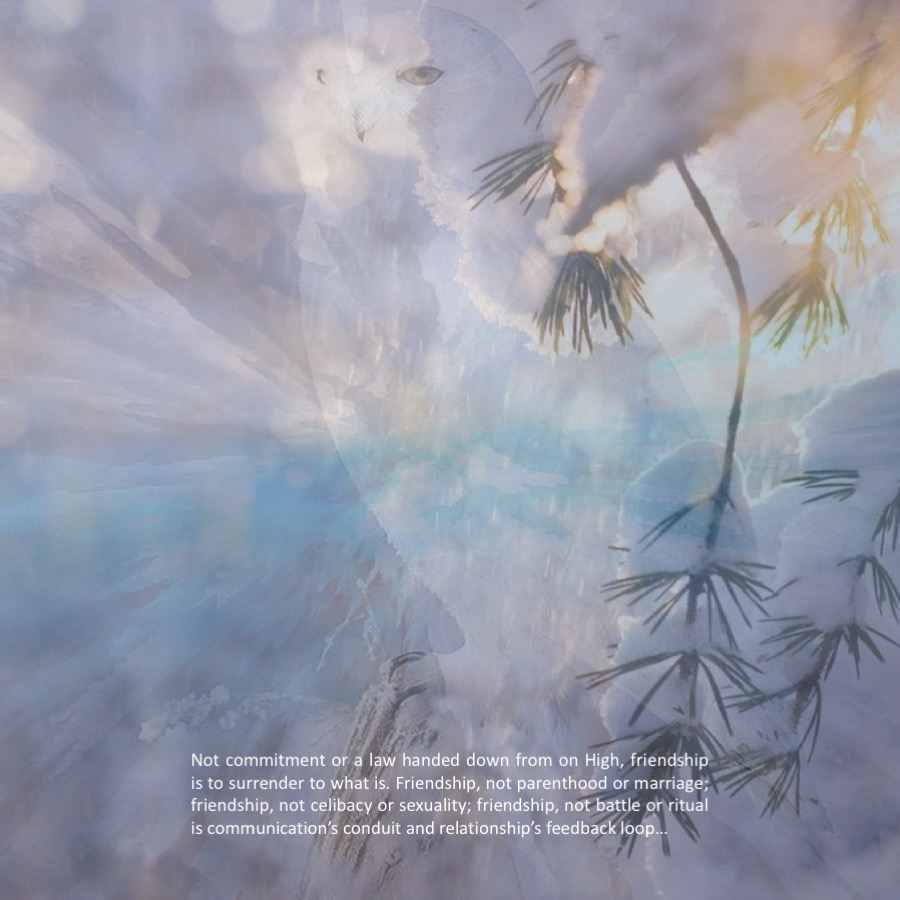 Not commitment or a law handed down from on High, friendship
is to surrender to what is. Friendship, not parenthood or marriage;
friendship, not celibacy or sexuality; friendship, not battle or ritual
is communication’s conduit and relationship’s feedback loop…